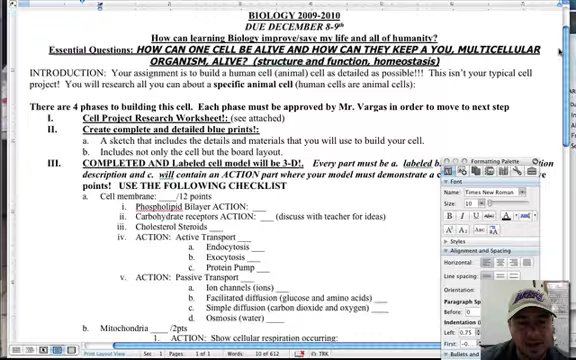 BIOLOGY 2009-2010
DUE DECEMBER 8-9th
How can learning Biology improve/save my life and all of humanity?
Essential Questions: HOW CAN ONE CELL BE ALIVE AND HOW CAN THEY KEEP A YOU, MULTICELLULAR
ORGANISM, ALIVE? (structure and function, homeostasis)
INTRODUCTION: Your assignment is to build a human cell (animal) cell as detailed as possible!!! This isn't your typical cell
project! You will research all you can about a specific animal cell (human cells are animal cells):
There are 4 phases to building this cell. Each phase must be approved by Mr. Vargas in order to move to next step
I. Cell Project Research Worksheet!: (see attached)
II. Create complete and detailed blue prints!:
a. A sketch that includes the details and materials that you will use to build your cell.
b. Includes not only the cell but the board layout.
III. COMPLETED AND Labeled cell model will be 3-D!. Every part must be a. labeled
description and c. will contain an ACTION part where your model must demonstrate a
points! USE THE FOLLOWING CHECKLIST
a. Cell membrane: ____/12 points
i. Phospholipid Bilayer ACTION: ___
ii. Carbohydrate receptors ACTION: ___ (discuss with teacher for ideas)
iii. Cholesterol Steroids ___
iv. ACTION: Active Transport ___
a. Endocytosis ___
b. Exocytosis ___
c. Protein Pump ___
v. ACTION: Passive Transport ___
a. Ion channels (ions) ___
b. Facilitated diffusion (glucose and amino acids) ___
c. Simple diffusion (carbon dioxide and oxygen) ___
d. Osmosis (water) ___
b. Mitochondria ____/2pts
1. ACTION: Show cellular respiration occurring:
Formatting Palette
Font
Name: Times New Roman
Size: 10
Styles
Alignment and Spacing
Horizontal:
Line spacing:
Orientation:
Paragraph
Before: 0
Indentation
Left: 0.75
First:
Bullets
Print Layout View
Sec 1
Pages: 1 of 1
Words: 10 of 612
TRK